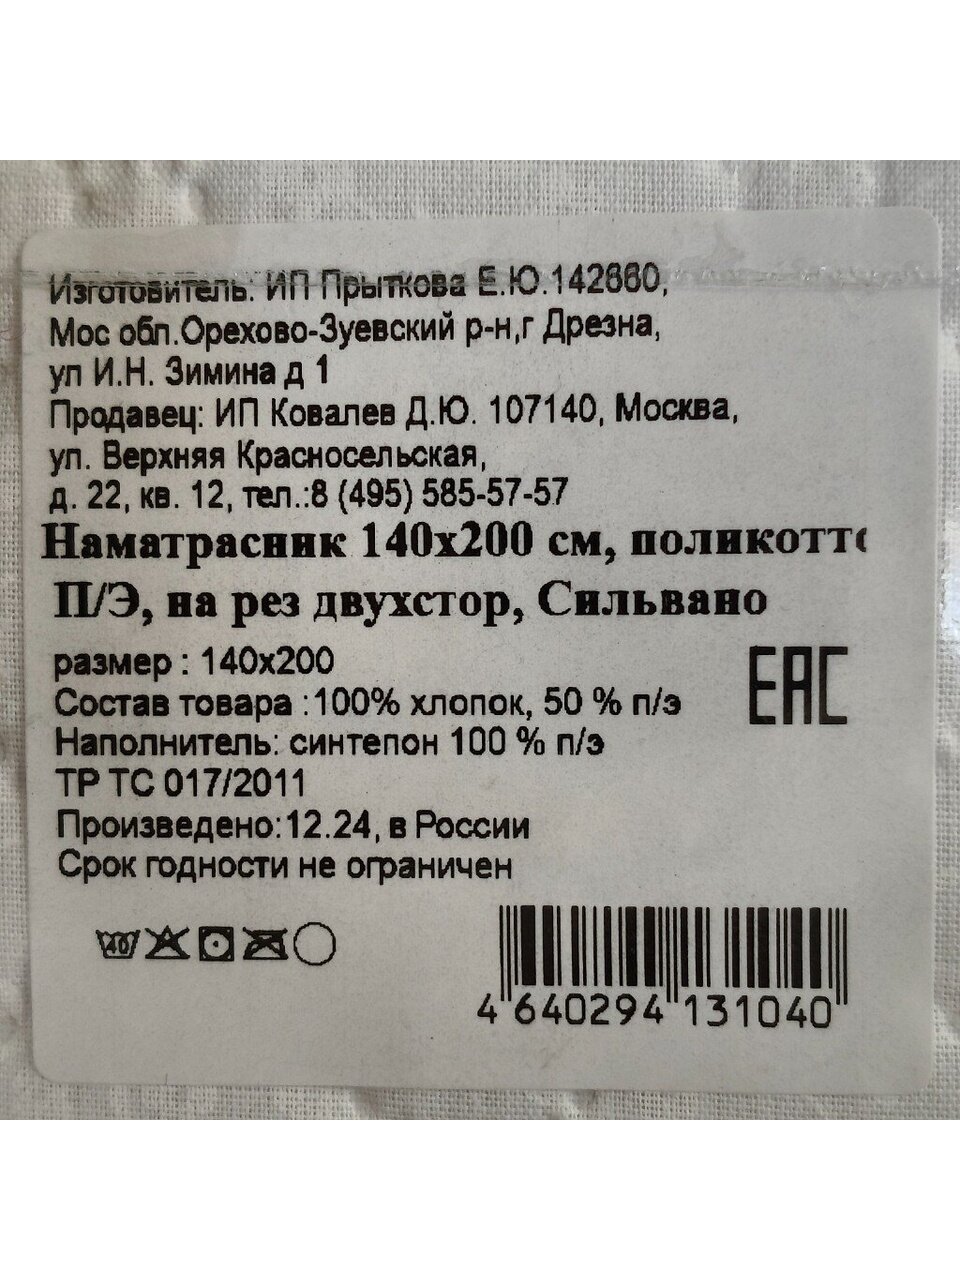 Изготовитель: ИП Прыткова Е.Ю.142660,
Мос обл.Орехово-Зуевский р-н,г Дрезна,
ул И.Н. Зимина д 1
Продавец: ИП Ковалев Д.Ю. 107140, Москва,
ул. Верхняя Красносельская,
д. 22, кв. 12, тел.:8 (495) 585-57-57
Наматрасник 140х200 см, поликотто
П/Э, на рез двухстор, Сильвано
размер : 140х200
Состав товара :100% хлопок, 50 % п/э
Наполнитель: синтепон 100 % п/э
ТР ТС 017/2011
Произведено:12.24, в России
Срок годности не ограничен
EAC
40
4 640294 131040